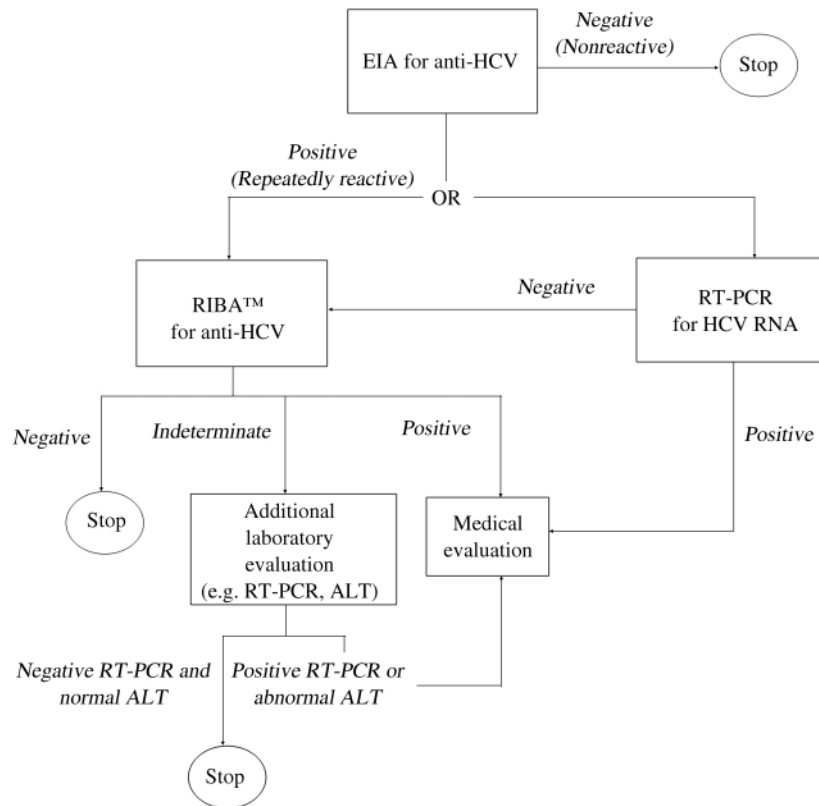 Negative
(Nonreactive)
EIA for anti-HCV
Stop
Positive
(Repeatedly reactive)
OR
RIBA™
for anti-HCV
Negative
RT-PCR
for HCV RNA
Negative
Indeterminate
Positive
Positive
Stop
Additional
laboratory
evaluation
(e.g. RT-PCR, ALT)
Medical
evaluation
Negative RT-PCR and
normal ALT
Positive RT-PCR or
abnormal ALT
Stop